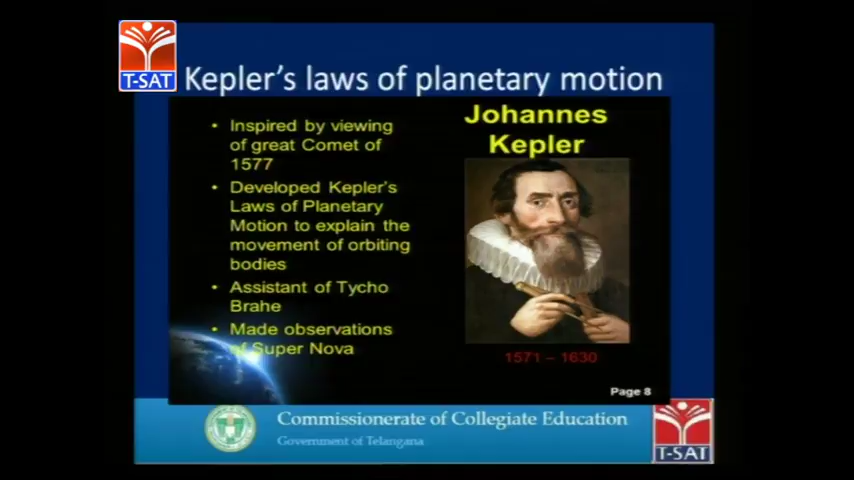 T-SAT
Kepler's laws of planetary motion
• Inspired by viewing
of great Comet of
1577
• Developed Kepler's
Laws of Planetary
Motion to explain the
movement of orbiting
bodies
• Assistant of Tycho
Brahe
• Made observations
of Super Nova
Johannes
Kepler
1571 – 1630
Page 8
Commissionerate of Collegiate Education
Government of Telangana
T-SAT